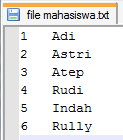 file mahasiswa.txt
1 Adi
2 Astri
3 Atep
4 Rudi
5 Indah
6 Rully